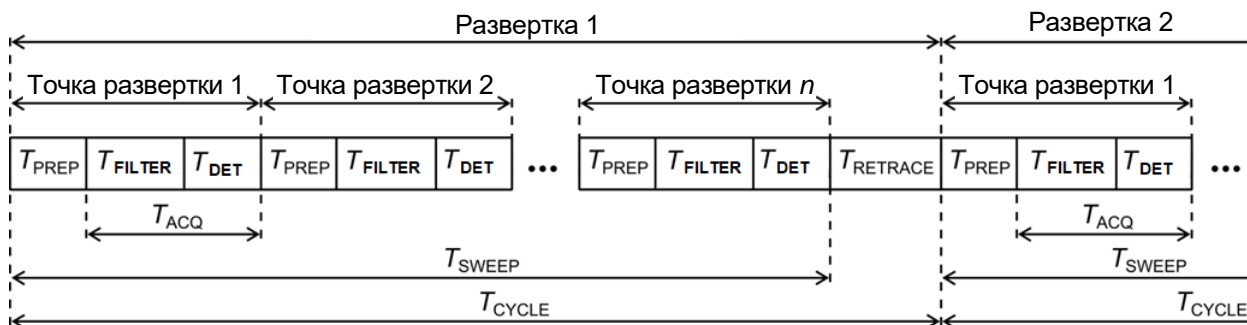 Развертка 1 Развертка 2
Точка развертки 1 Точка развертки 2 Точка развертки n Точка развертки 1
TPREP TFILTER TDET TPREP TFILTER TDET ... TPREP TFILTER TDET TRETRACE TPREP TFILTER TDET ...
TACQ TACQ
TSWEEP TSWEEP
TCYCLE TCYCLE